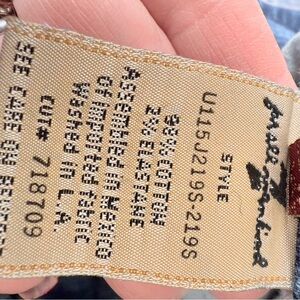 STYLE
U115J219S-219S
98% COTTON
2% ELASTANE
Assembled in MEXICO
of imported fabric
Washed in L.A.
CUT# 718709
SEE CARE ON REVERSE